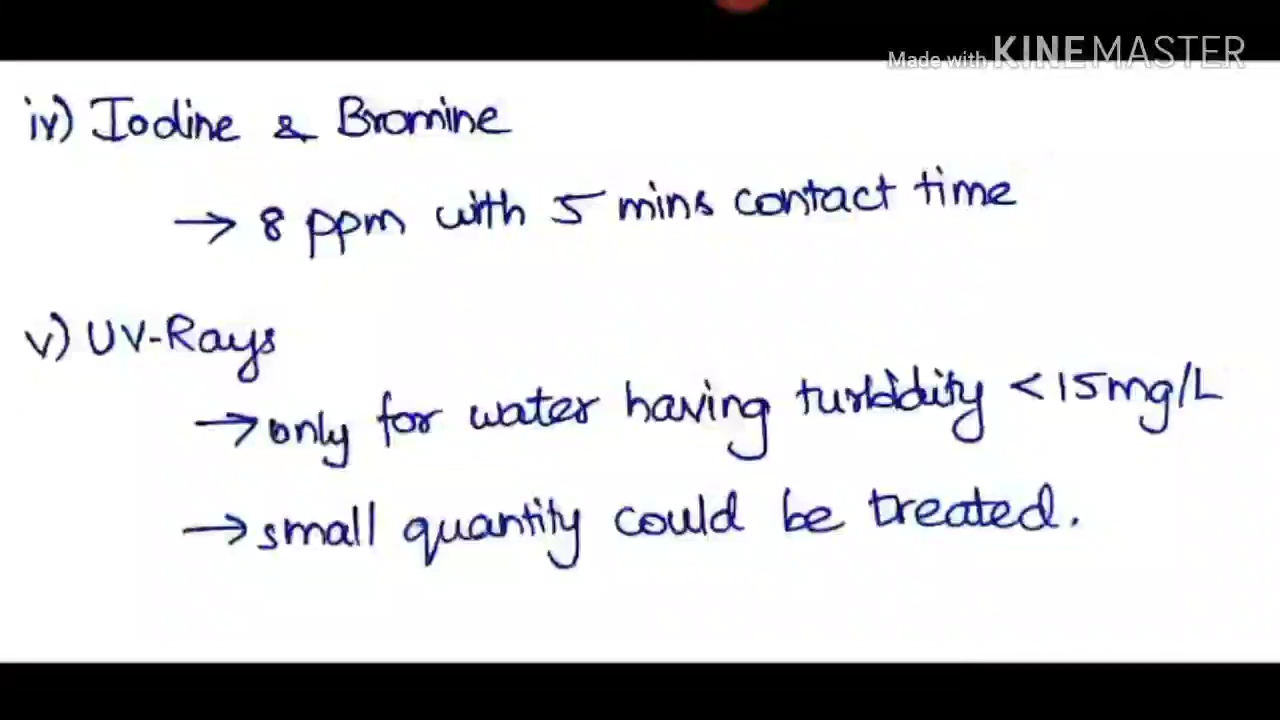 Made with KINEMASTER
iv) Iodine & Bromine
→ 8 ppm with 5 mins contact time
v) UV-Rays
→ only for water having turbidity < 15mg/L
→ small quantity could be treated.